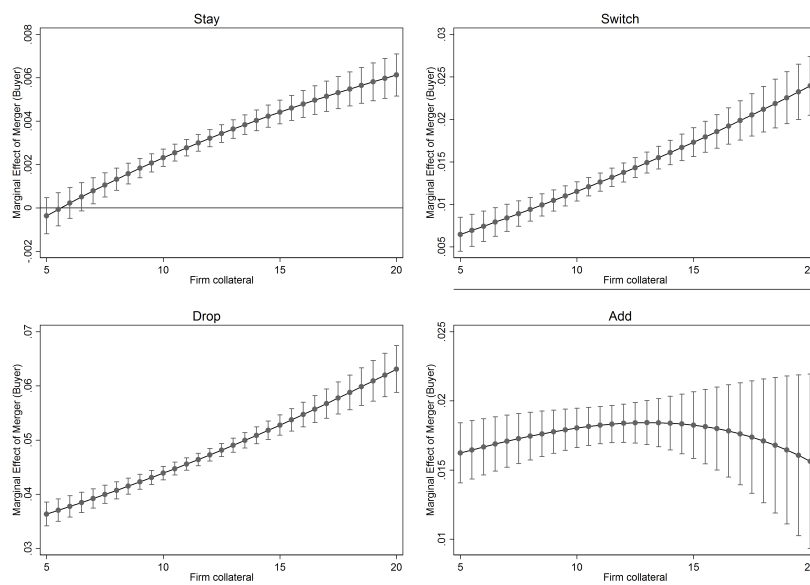 Stay
Marginal Effect of Merger (Buyer)
-.002 0 .002 .004 .006 .008
5 10 15 20
Firm collateral
Switch
Marginal Effect of Merger (Buyer)
.005 .01 .015 .02 .025 .03
5 10 15 2
Firm collateral
Drop
Marginal Effect of Merger (Buyer)
.03 .04 .05 .06 .07
5 10 15 20
Firm collateral
Add
Marginal Effect of Merger (Buyer)
.01 .015 .02 .025
5 10 15 2
Firm collateral